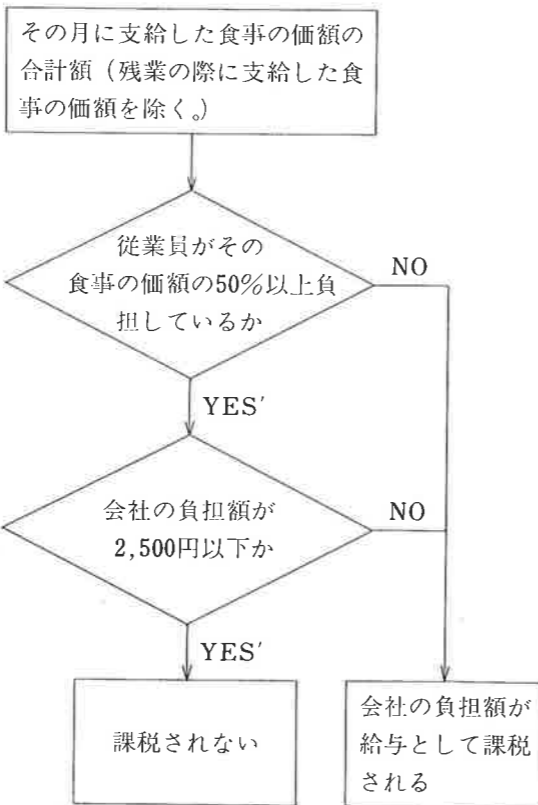 その月に支給した食事の価額の
合計額（残業の際に支給した食
事の価額を除く。）
従業員がその
食事の価額の50％以上負
担しているか
NO
YES′
会社の負担額が
2,500円以下か
NO
YES′
課税されない
会社の負担額が
給与として課税
される